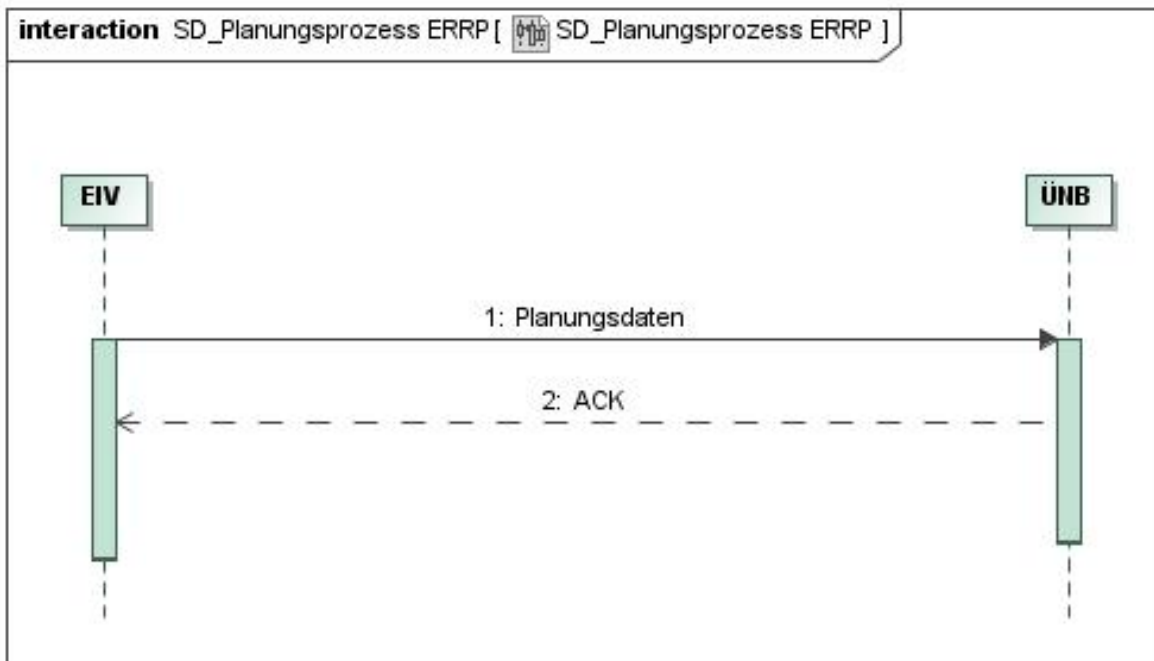 interaction SD_Planungsprozess ERRP [ SD_Planungsprozess ERRP ]
EIV
ÜNB
1: Planungsdaten
2: ACK